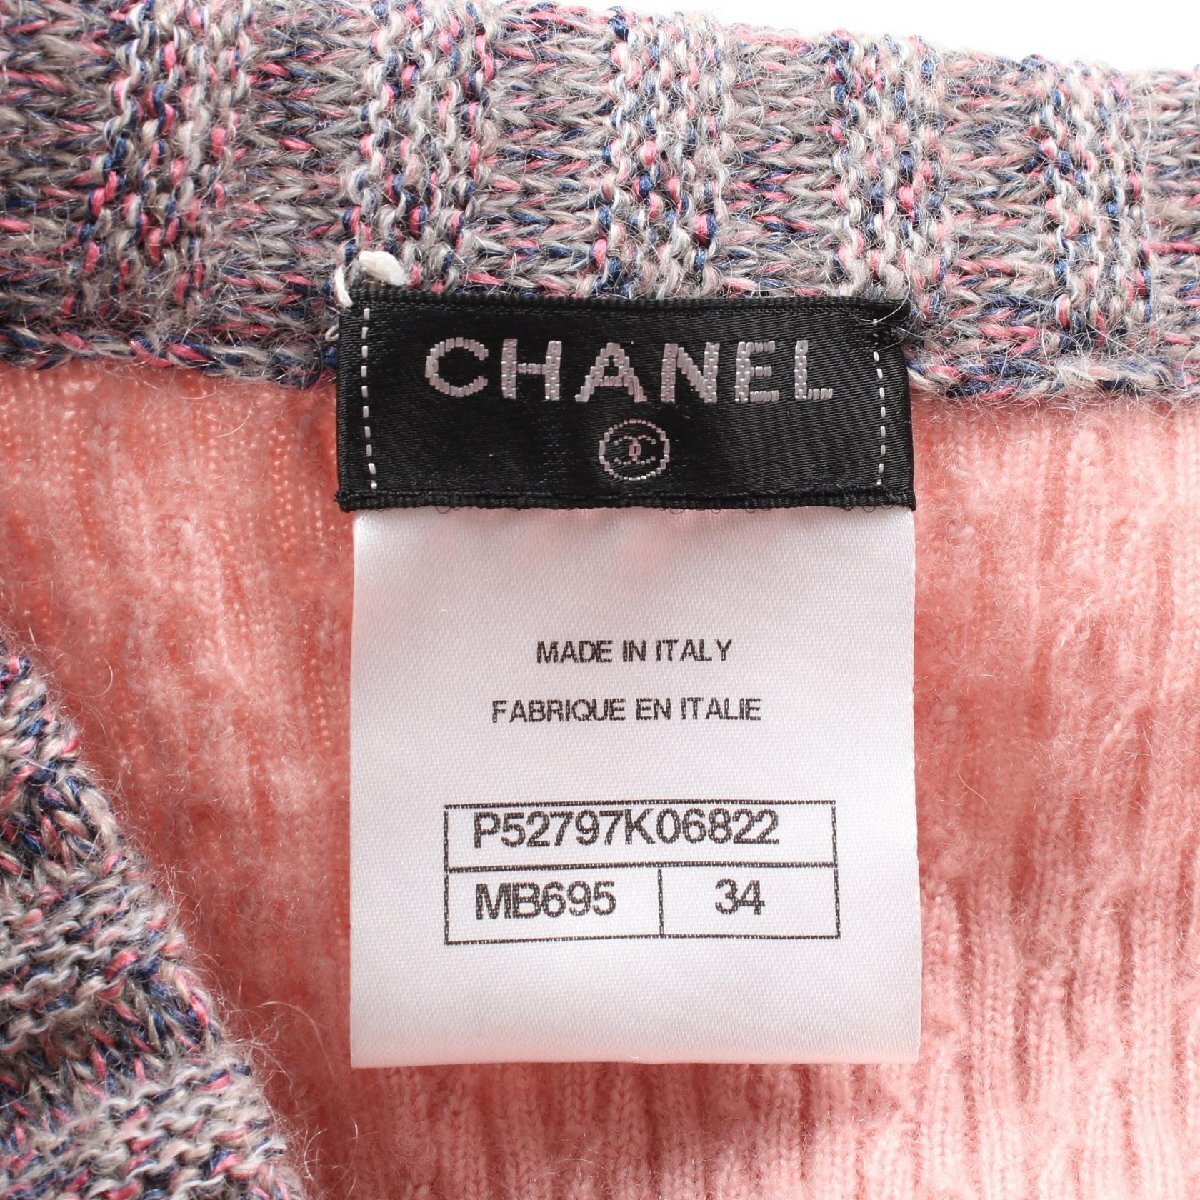 CHANEL
MADE IN ITALY
FABRIQUE EN ITALIE
P52797K06822
MB695 34